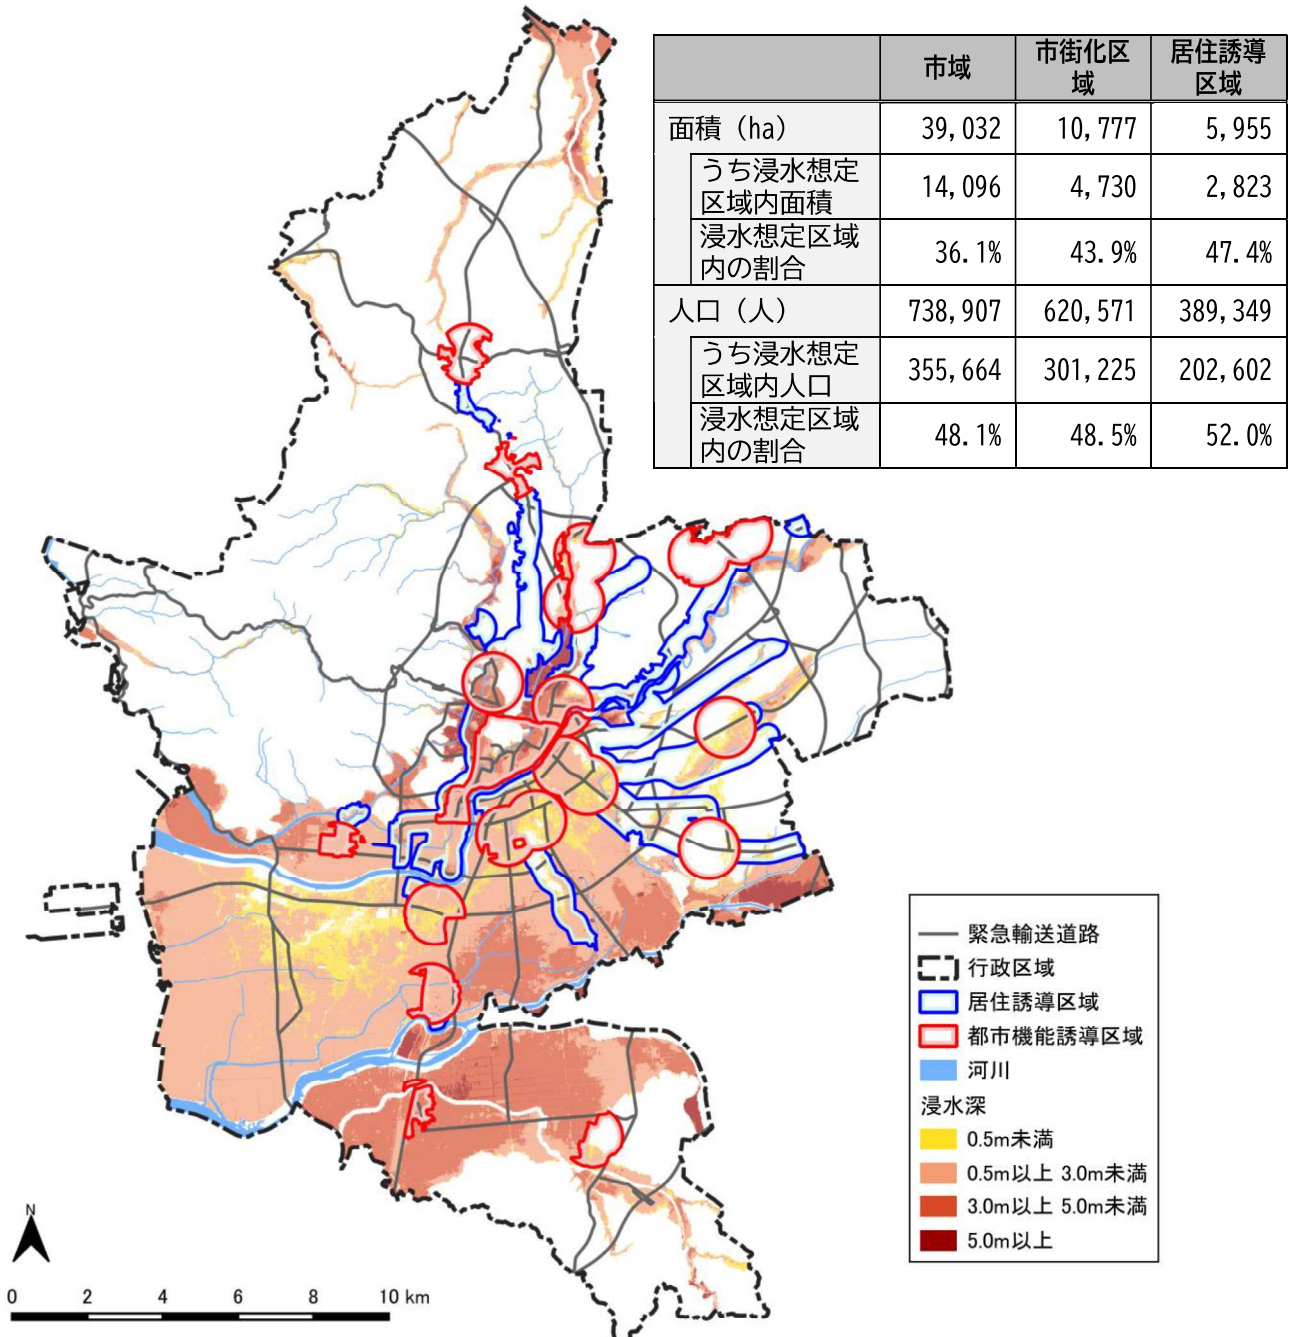 市域
市街化区
域
居住誘導
区域
面積（ha）
39,032
10,777
5,955
うち浸水想定
区域内面積
14,096
4,730
2,823
浸水想定区域
内の割合
36.1%
43.9%
47.4%
人口（人）
738,907
620,571
389,349
うち浸水想定
区域内人口
355,664
301,225
202,602
浸水想定区域
内の割合
48.1%
48.5%
52.0%
緊急輸送道路
行政区域
居住誘導区域
都市機能誘導区域
河川
浸水深
0.5m未満
0.5m以上 3.0m未満
3.0m以上 5.0m未満
5.0m以上
N
0 2 4 6 8 10 km